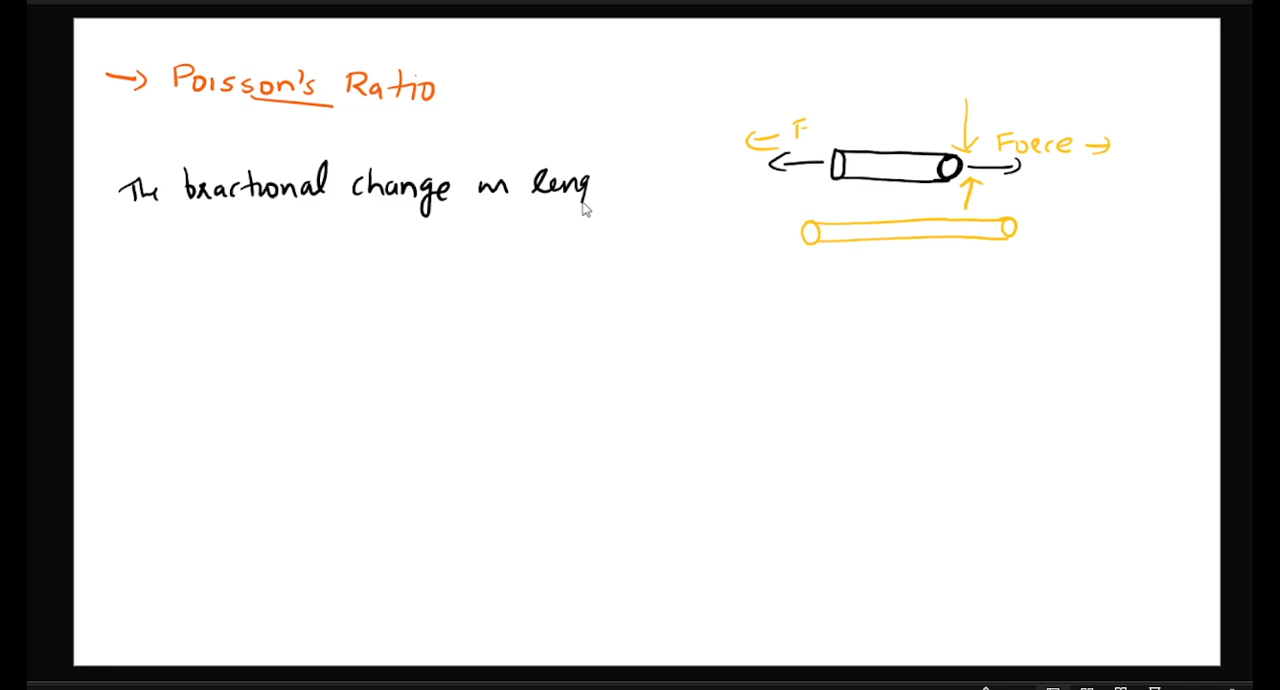 → Poisson's Ratio
← F
Force →
The fractional change in leng